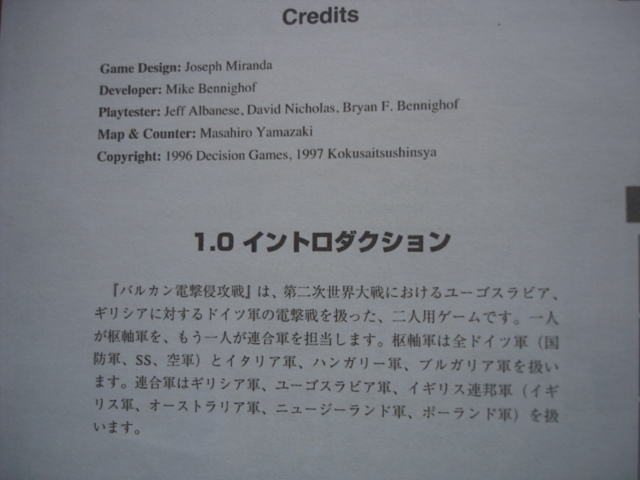 Credits
Game Design: Joseph Miranda
Developer: Mike Bennighof
Playtester: Jeff Albanese, David Nicholas, Bryan F. Bennighof
Map & Counter: Masahiro Yamazaki
Copyright: 1996 Decision Games, 1997 Kokusaitsushinsya
1.0 イントロダクション
『バルカン電撃侵攻戦』は、第二次世界大戦におけるユーゴスラビア、
ギリシアに対するドイツ軍の電撃戦を扱った、二人用ゲームです。一人
が枢軸軍を、もう一人が連合軍を担当します。枢軸軍は全ドイツ軍（国
防軍、SS、空軍）とイタリア軍、ハンガリー軍、ブルガリア軍を扱い
ます。連合軍はギリシア軍、ユーゴスラビア軍、イギリス連邦軍（イギ
リス軍、オーストラリア軍、ニュージーランド軍、ポーランド軍）を扱
います。